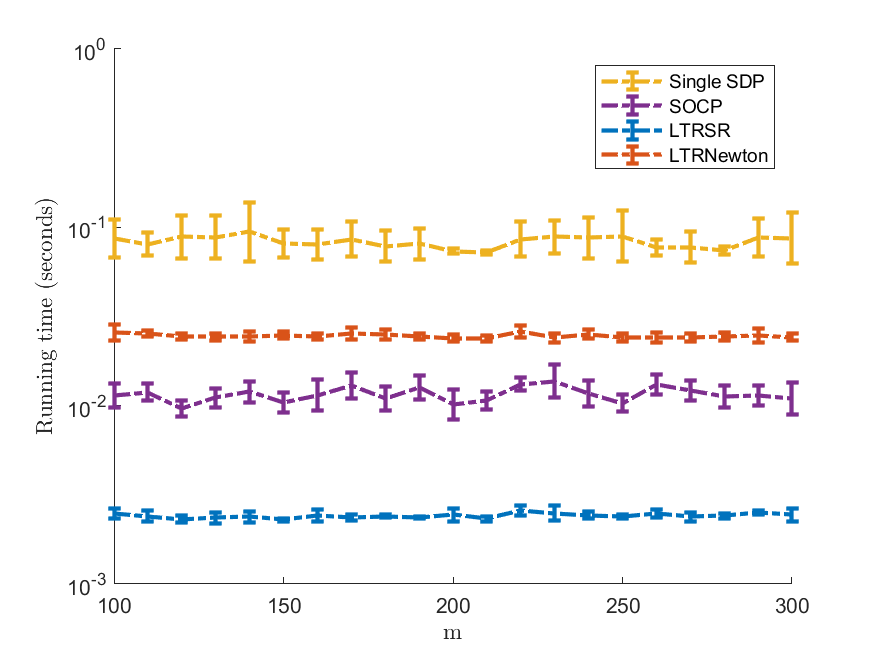 10^0
10^-1
10^-2
10^-3
Running time (seconds)
Single SDP
SOCP
LTRSR
LTRNewton
100 150 200 250 300
m